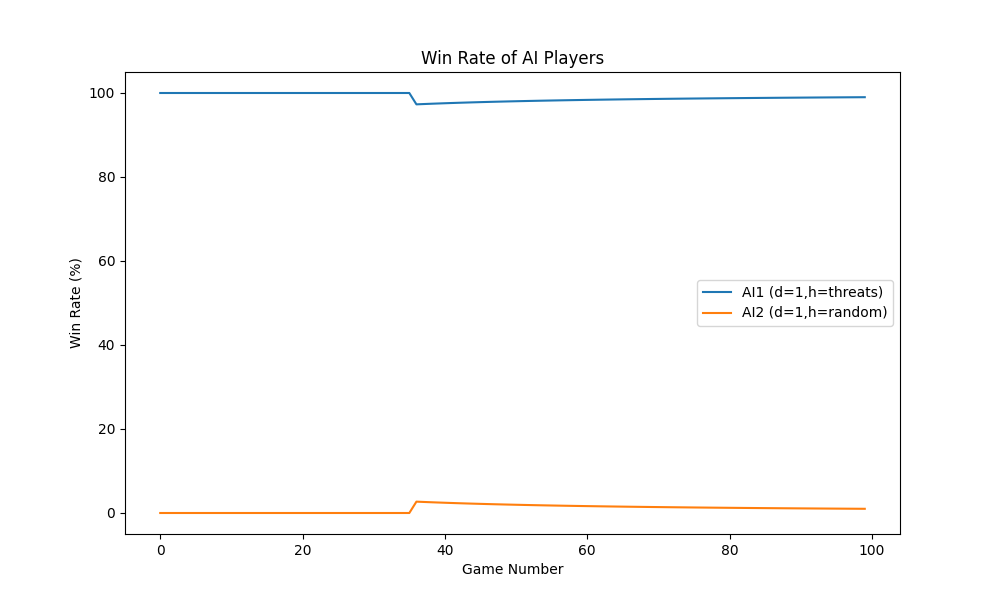 Win Rate of AI Players
100
80
60
40
20
0
Win Rate (%)
AI1 (d=1,h=threats)
AI2 (d=1,h=random)
0 20 40 60 80 100
Game Number